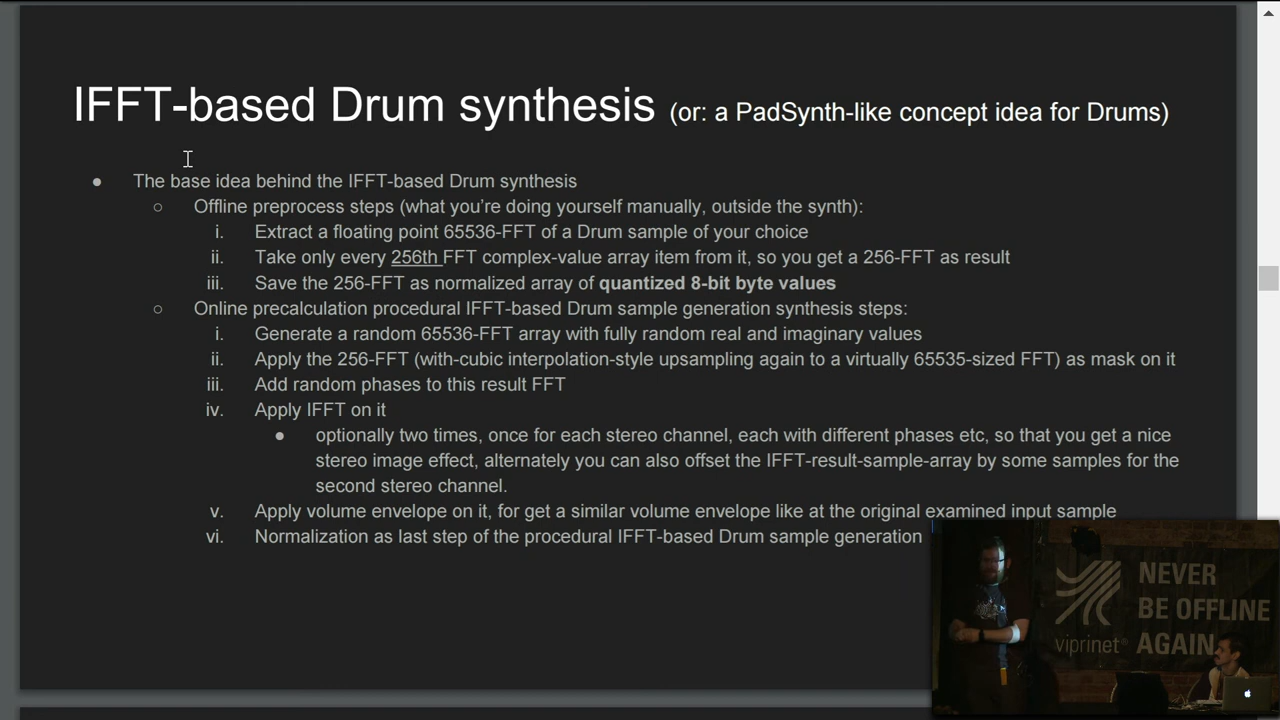 IFFT-based Drum synthesis (or: a PadSynth-like concept idea for Drums)
● The base idea behind the IFFT-based Drum synthesis
○ Offline preprocess steps (what you're doing yourself manually, outside the synth):
i. Extract a floating point 65536-FFT of a Drum sample of your choice
ii. Take only every 256th FFT complex-value array item from it, so you get a 256-FFT as result
iii. Save the 256-FFT as normalized array of quantized 8-bit byte values
○ Online precalculation procedural IFFT-based Drum sample generation synthesis steps:
i. Generate a random 65536-FFT array with fully random real and imaginary values
ii. Apply the 256-FFT (with-cubic interpolation-style upsampling again to a virtually 65535-sized FFT) as mask on it
iii. Add random phases to this result FFT
iv. Apply IFFT on it
● optionally two times, once for each stereo channel, each with different phases etc, so that you get a nice
stereo image effect, alternately you can also offset the IFFT-result-sample-array by some samples for the
second stereo channel.
v. Apply volume envelope on it, for get a similar volume envelope like at the original examined input sample
vi. Normalization as last step of the procedural IFFT-based Drum sample generation
NEVER
BE OFFLINE
AGAIN.
viprinet®